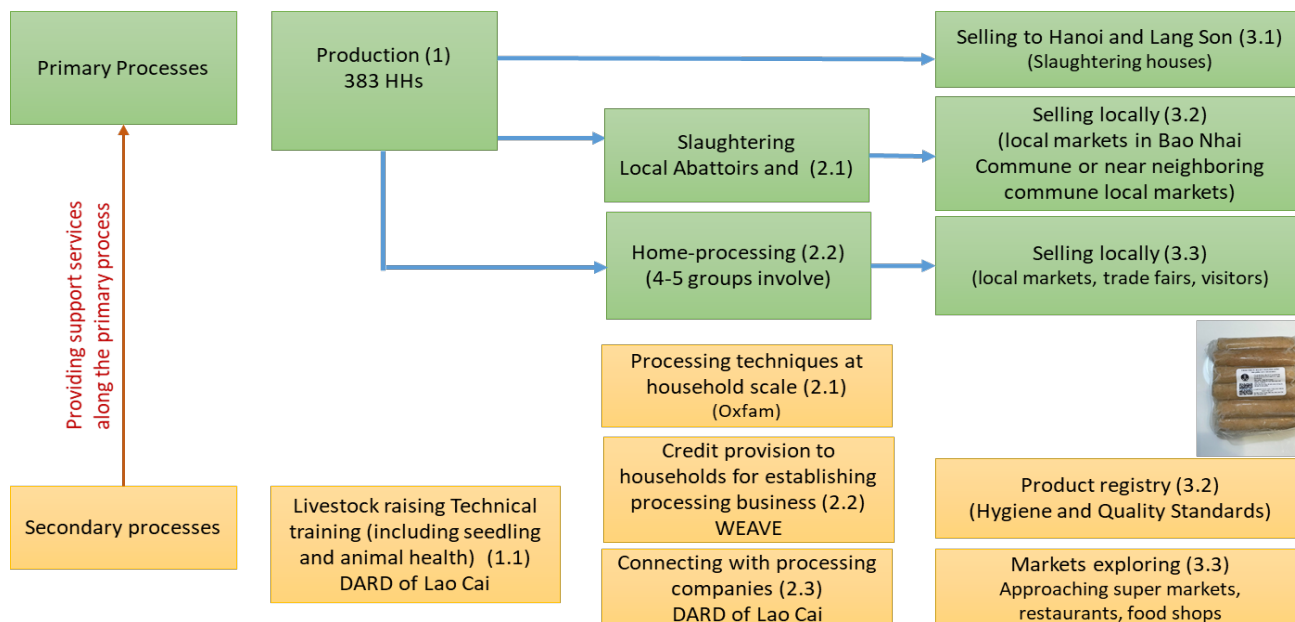 Primary Processes
Production (1)
383 HHs
Selling to Hanoi and Lang Son (3.1)
(Slaughtering houses)
Slaughtering
Local Abattoirs and (2.1)
Selling locally (3.2)
(local markets in Bao Nhai
Commune or near neighboring
commune local markets)
Home-processing (2.2)
(4-5 groups involve)
Selling locally (3.3)
(local markets, trade fairs, visitors)
Providing support services
along the primary process
Processing techniques at
household scale (2.1)
(Oxfam)
Credit provision to
households for establishing
processing business (2.2)
WEAVE
Product registry (3.2)
(Hygiene and Quality Standards)
Secondary processes
Livestock raising Technical
training (including seedling
and animal health) (1.1)
DARD of Lao Cai
Connecting with processing
companies (2.3)
DARD of Lao Cai
Markets exploring (3.3)
Approaching super markets,
restaurants, food shops